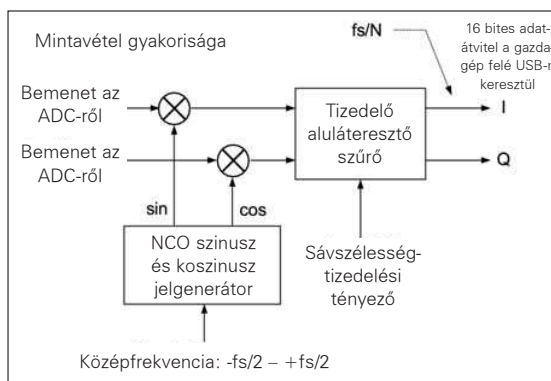 Mintavétel gyakorisága
fs/N
16 bites adat-
átvitel a gazda-
gép felé USB-n
keresztül
Bemenet az
ADC-ről
Bemenet az
ADC-ről
Tizedelő
aluláteresztő
szűrő
I
Q
sin
cos
NCO szinusz
és koszinusz
jelgenerátor
Sávszélesség-
tizedelési
tényező
Középfrekvencia: -fs/2 – +fs/2